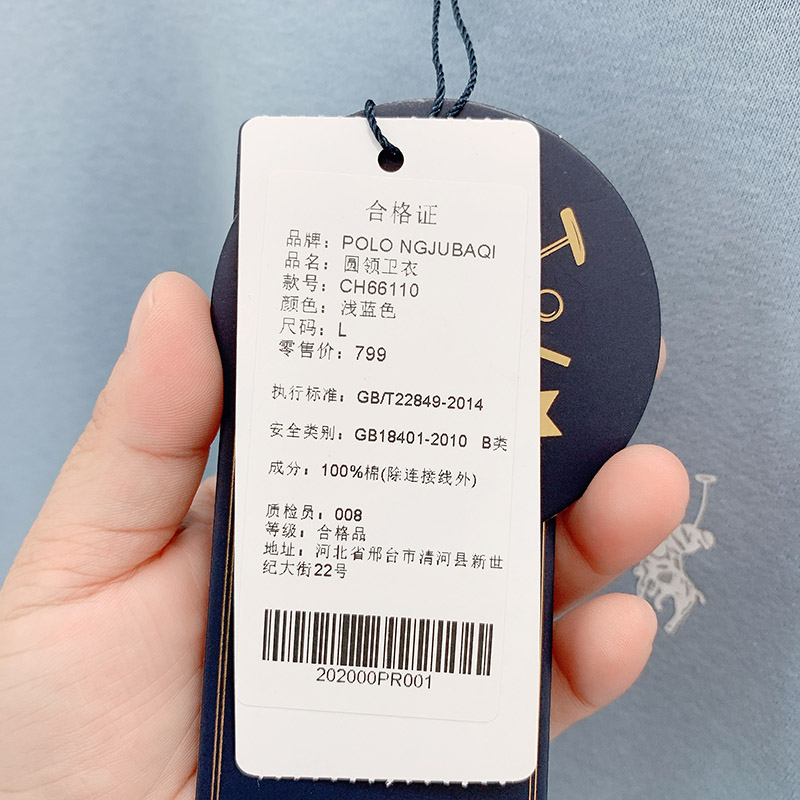 合格证
品牌：POLO NGJUBAQI
品名：圆领卫衣
款号：CH66110
颜色：浅蓝色
尺码：L
零售价：799
执行标准：GB/T22849-2014
安全类别：GB18401-2010 B类
成分：100%棉(除连接线外)
质检员：008
等级：合格品
地址：河北省邢台市清河县新世
纪大街22号
202000PR001